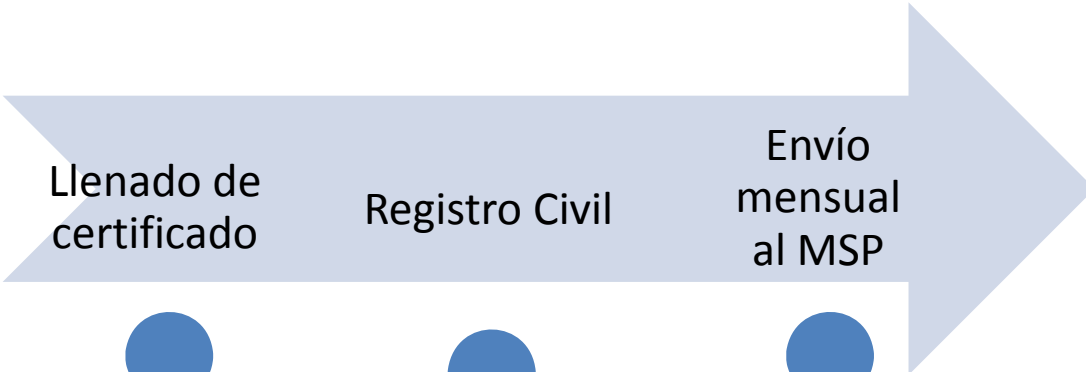 Llenado de
certificado
Registro Civil
Envío
mensual
al MSP